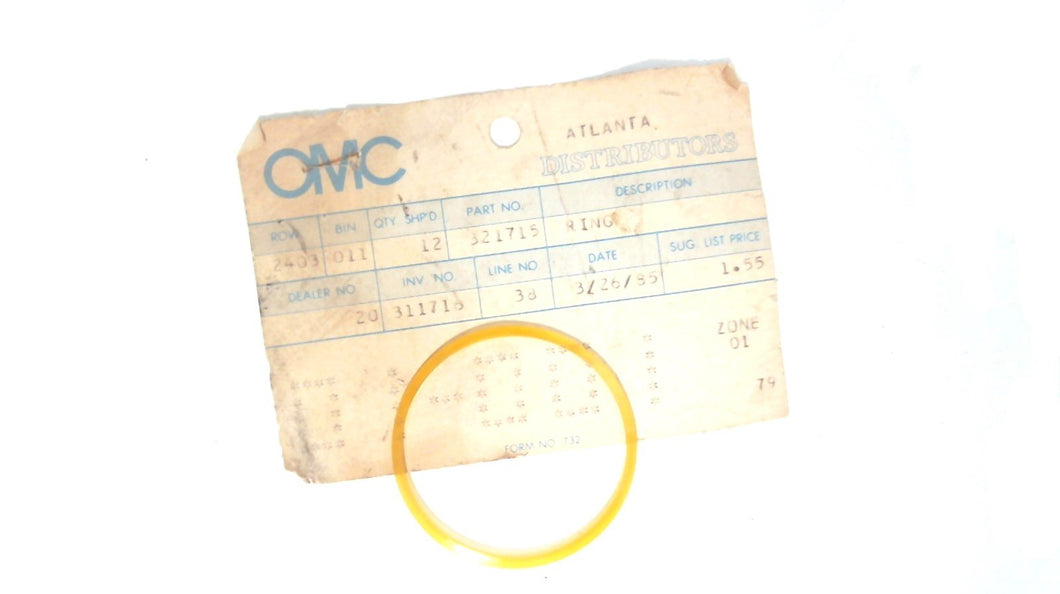 OMC
ATLANTA
DISTRIBUTORS
ROW BIN QTY SHP'D PART NO. DESCRIPTION
2403 011 12 321715 RING
DEALER NO INV NO. LINE NO DATE SUG LIST PRICE
20 311716 38 3/26/85 1.55
ZONE
01
79
FORM NO 732